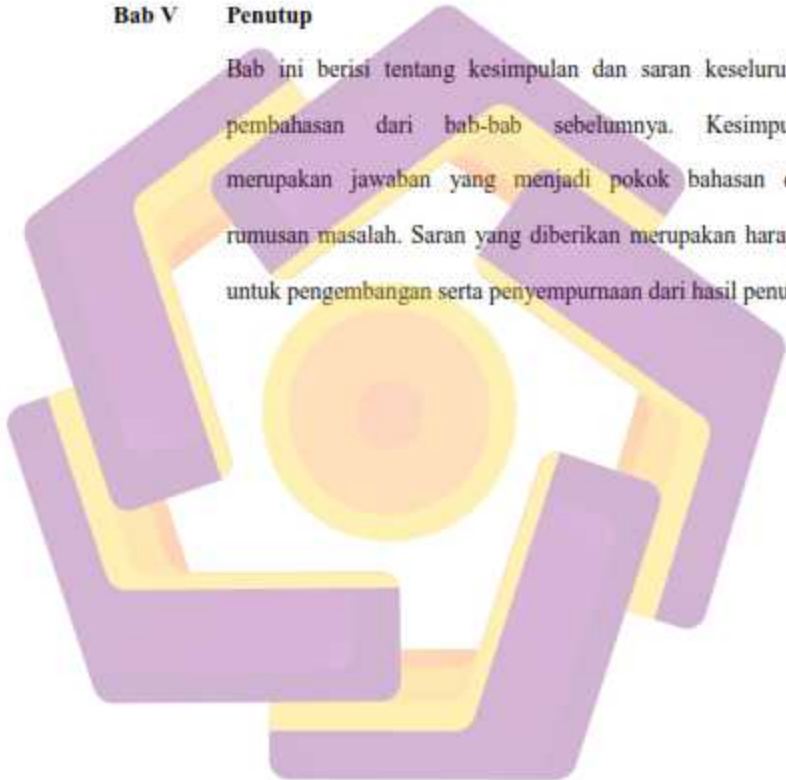 Bab V Penutup
Bab ini berisi tentang kesimpulan dan saran keseluru
pembahasan dari bab-bab sebelumnya. Kesimpu
merupakan jawaban yang menjadi pokok bahasan
rumusan masalah. Saran yang diberikan merupakan hara
untuk pengembangan serta penyempurnaan dari hasil penu